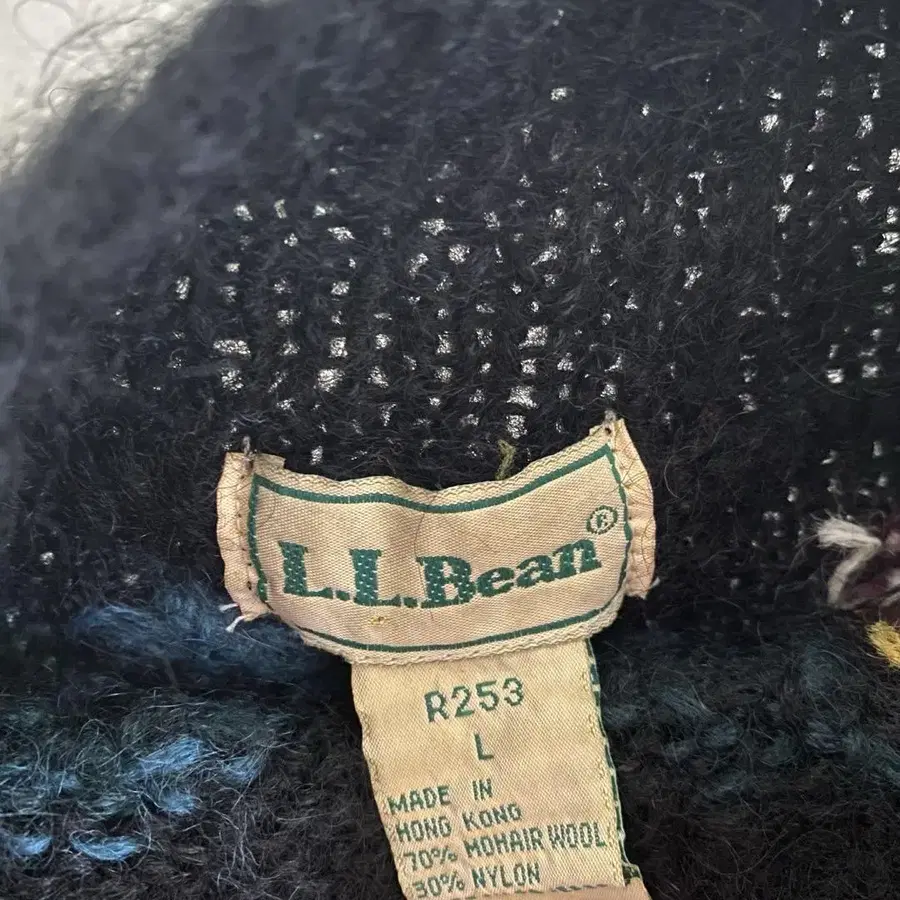 L.L.Bean®
R253
L
MADE IN
HONG KONG
70% MOHAIR WOOL
30% NYLON